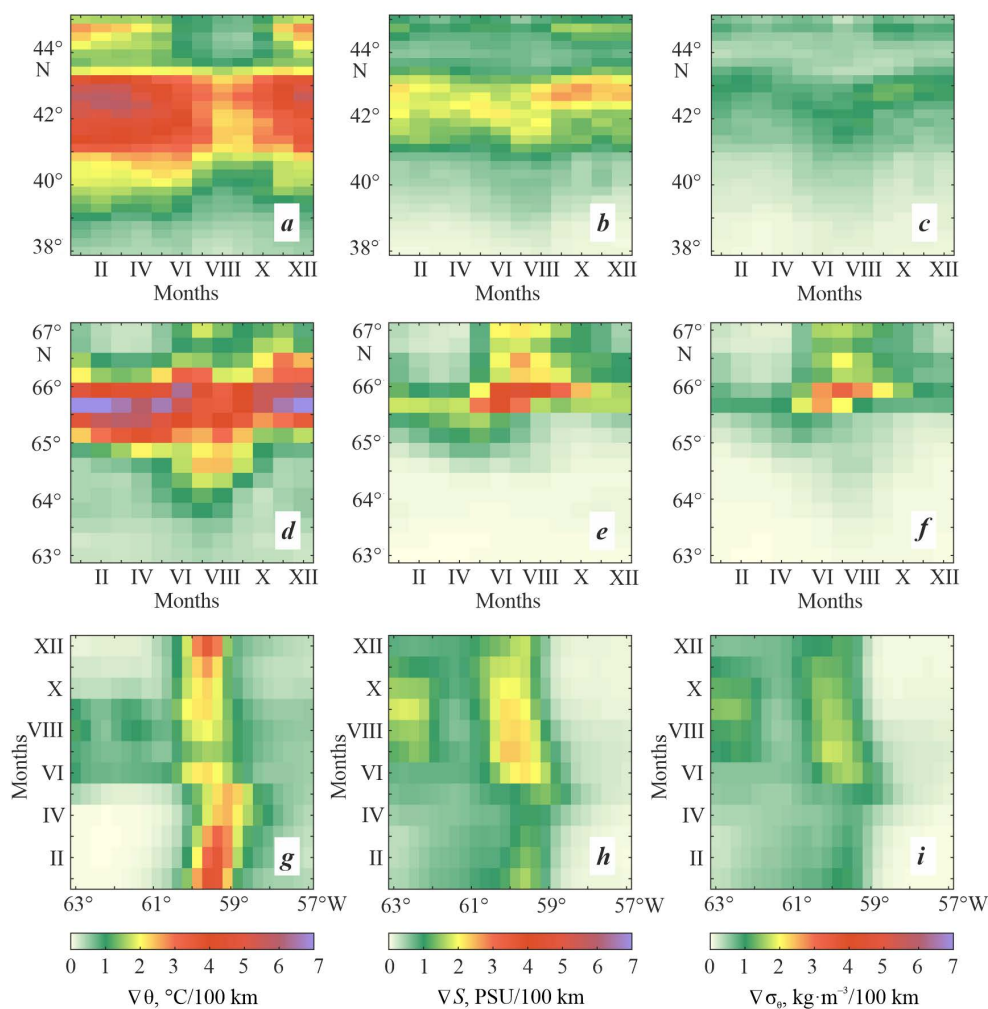 44°
N
42°
40°
38°
a
II IV VI VIII X XII
Months
44°
N
42°
40°
38°
b
II IV VI VIII X XII
Months
44°
N
42°
40°
38°
c
II IV VI VIII X XII
Months
67°
N
66°
65°
64°
63°
d
II IV VI VIII X XII
Months
67°
N
66°
65°
64°
63°
e
II IV VI VIII X XII
Months
67°
N
66°
65°
64°
63°
f
II IV VI VIII X XII
Months
XII
X
VIII
VI
IV
II
Months
g
63° 61° 59° 57°W
XII
X
VIII
VI
IV
II
Months
h
63° 61° 59° 57°W
XII
X
VIII
VI
IV
II
Months
i
63° 61° 59° 57°W
0 1 2 3 4 5 6 7
∇θ, °C/100 km
0 1 2 3 4 5 6 7
∇S, PSU/100 km
0 1 2 3 4 5 6 7
∇σ_θ, kg·m⁻³/100 km